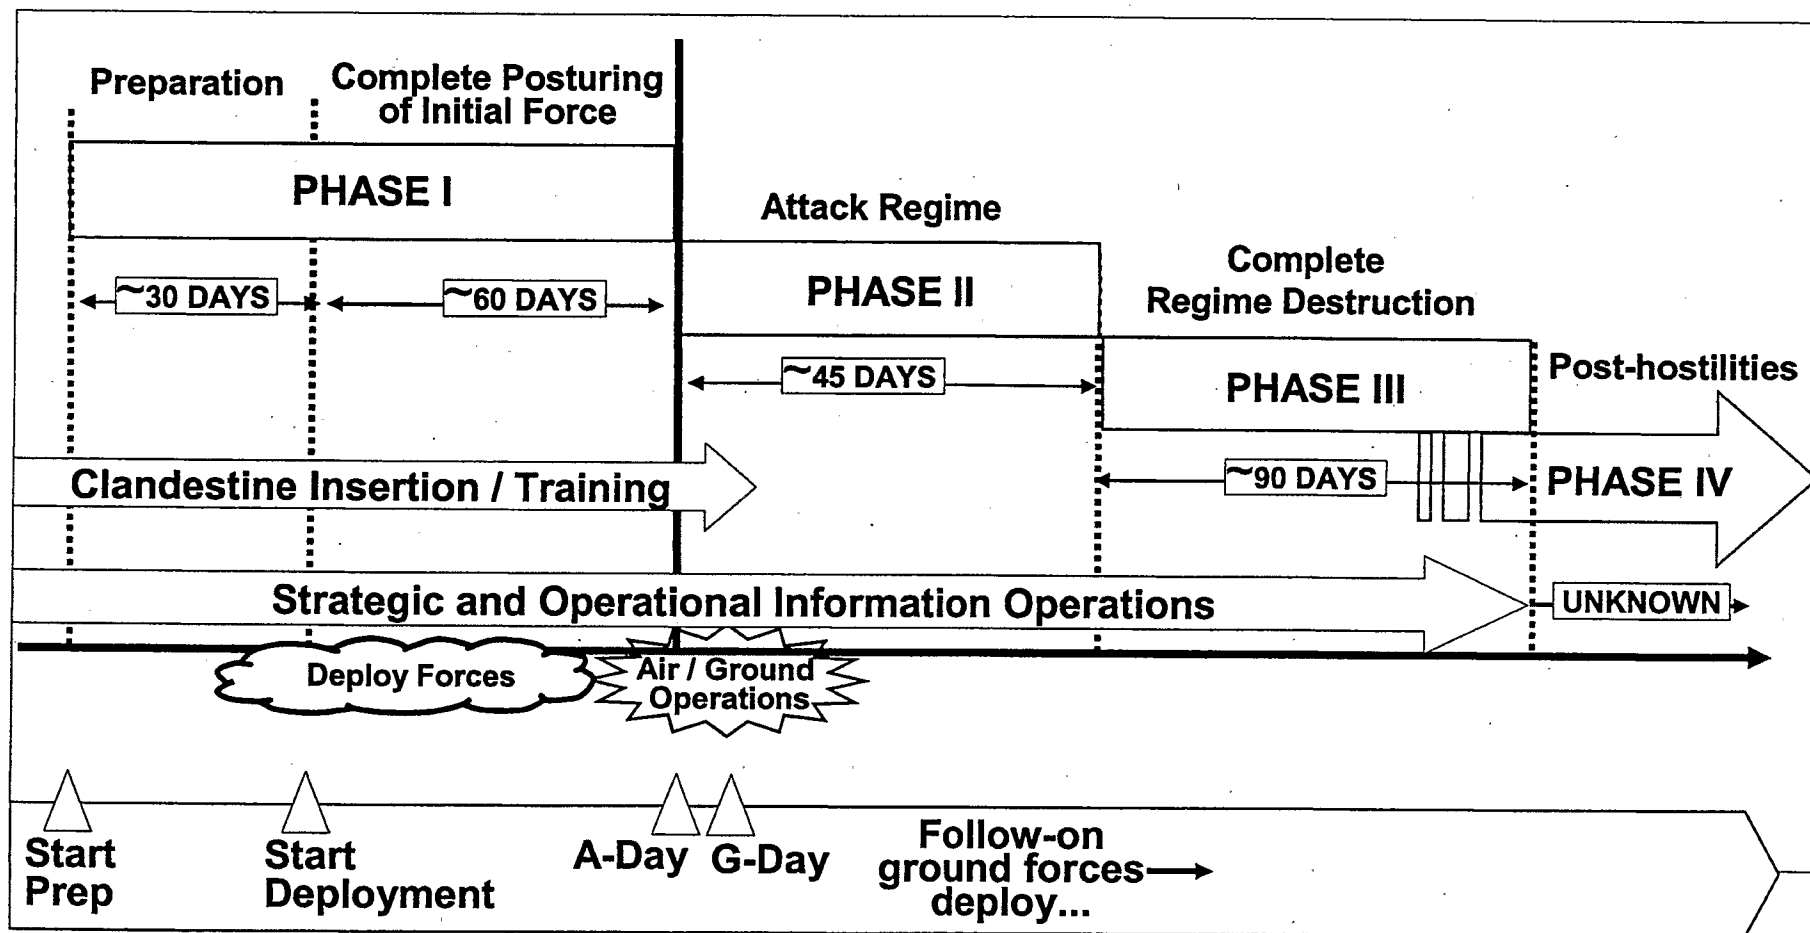 Preparation
Complete Posturing
of Initial Force
PHASE I
Attack Regime
~30 DAYS
~60 DAYS
PHASE II
Complete
Regime Destruction
~45 DAYS
PHASE III
Post-hostilities
Clandestine Insertion / Training
~90 DAYS
PHASE IV
Strategic and Operational Information Operations
UNKNOWN
Deploy Forces
Air / Ground
Operations
Start
Prep
Start
Deployment
A-Day
G-Day
Follow-on
ground forces
deploy...